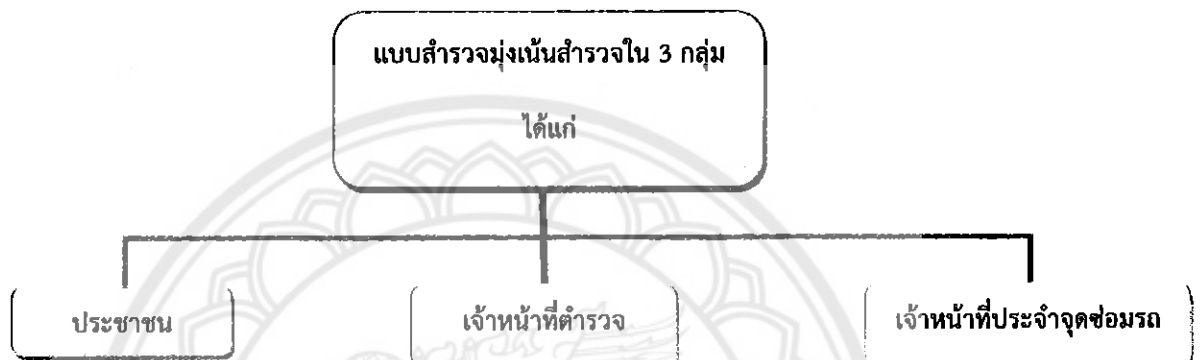 แบบสำรวจมุ่งเน้นสำรวจใน 3 กลุ่ม
ได้แก่
ประชาชน
เจ้าหน้าที่ตำรวจ
เจ้าหน้าที่ประจำจุดซ่อมรถ